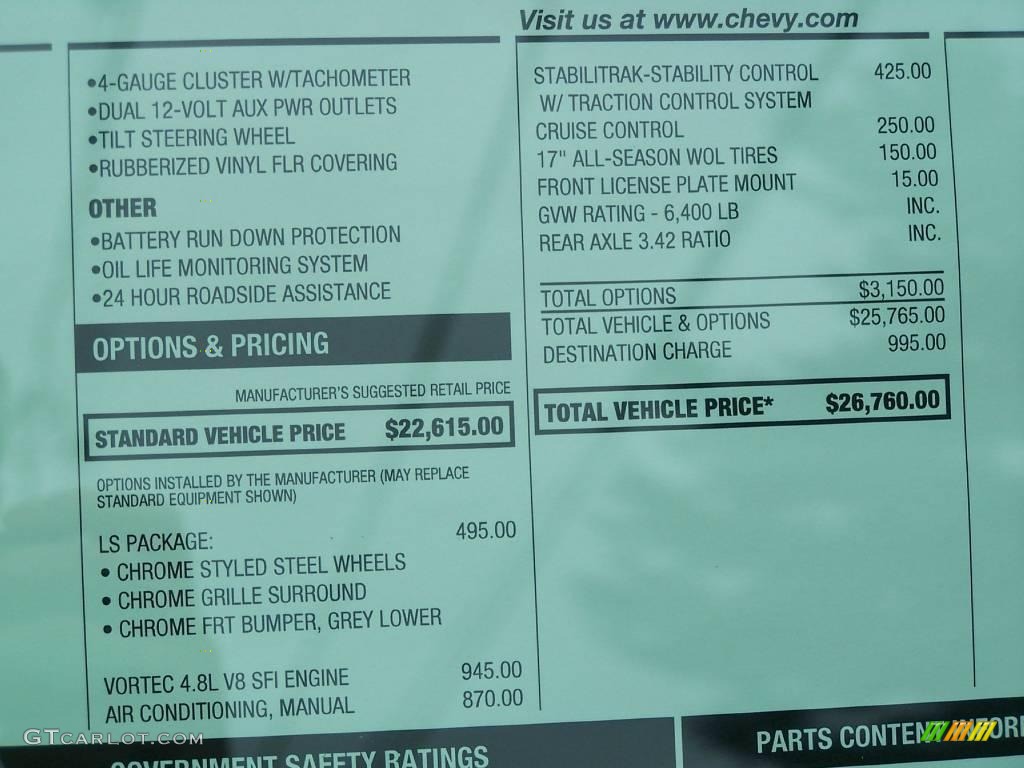 Visit us at www.chevy.com
•4-GAUGE CLUSTER W/TACHOMETER
•DUAL 12-VOLT AUX PWR OUTLETS
•TILT STEERING WHEEL
•RUBBERIZED VINYL FLR COVERING
OTHER
•BATTERY RUN DOWN PROTECTION
•OIL LIFE MONITORING SYSTEM
•24 HOUR ROADSIDE ASSISTANCE
OPTIONS & PRICING
MANUFACTURER'S SUGGESTED RETAIL PRICE
STANDARD VEHICLE PRICE $22,615.00
OPTIONS INSTALLED BY THE MANUFACTURER (MAY REPLACE
STANDARD EQUIPMENT SHOWN)
LS PACKAGE: 495.00
• CHROME STYLED STEEL WHEELS
• CHROME GRILLE SURROUND
• CHROME FRT BUMPER, GREY LOWER
VORTEC 4.8L V8 SFI ENGINE 945.00
AIR CONDITIONING, MANUAL 870.00
STABILITRAK-STABILITY CONTROL 425.00
W/ TRACTION CONTROL SYSTEM
CRUISE CONTROL 250.00
17" ALL-SEASON WOL TIRES 150.00
FRONT LICENSE PLATE MOUNT 15.00
GVW RATING - 6,400 LB INC.
REAR AXLE 3.42 RATIO INC.
TOTAL OPTIONS $3,150.00
TOTAL VEHICLE & OPTIONS $25,765.00
DESTINATION CHARGE 995.00
TOTAL VEHICLE PRICE* $26,760.00
GOVERNMENT SAFETY RATINGS
PARTS CONTENT INFORM
GTcarlot.com